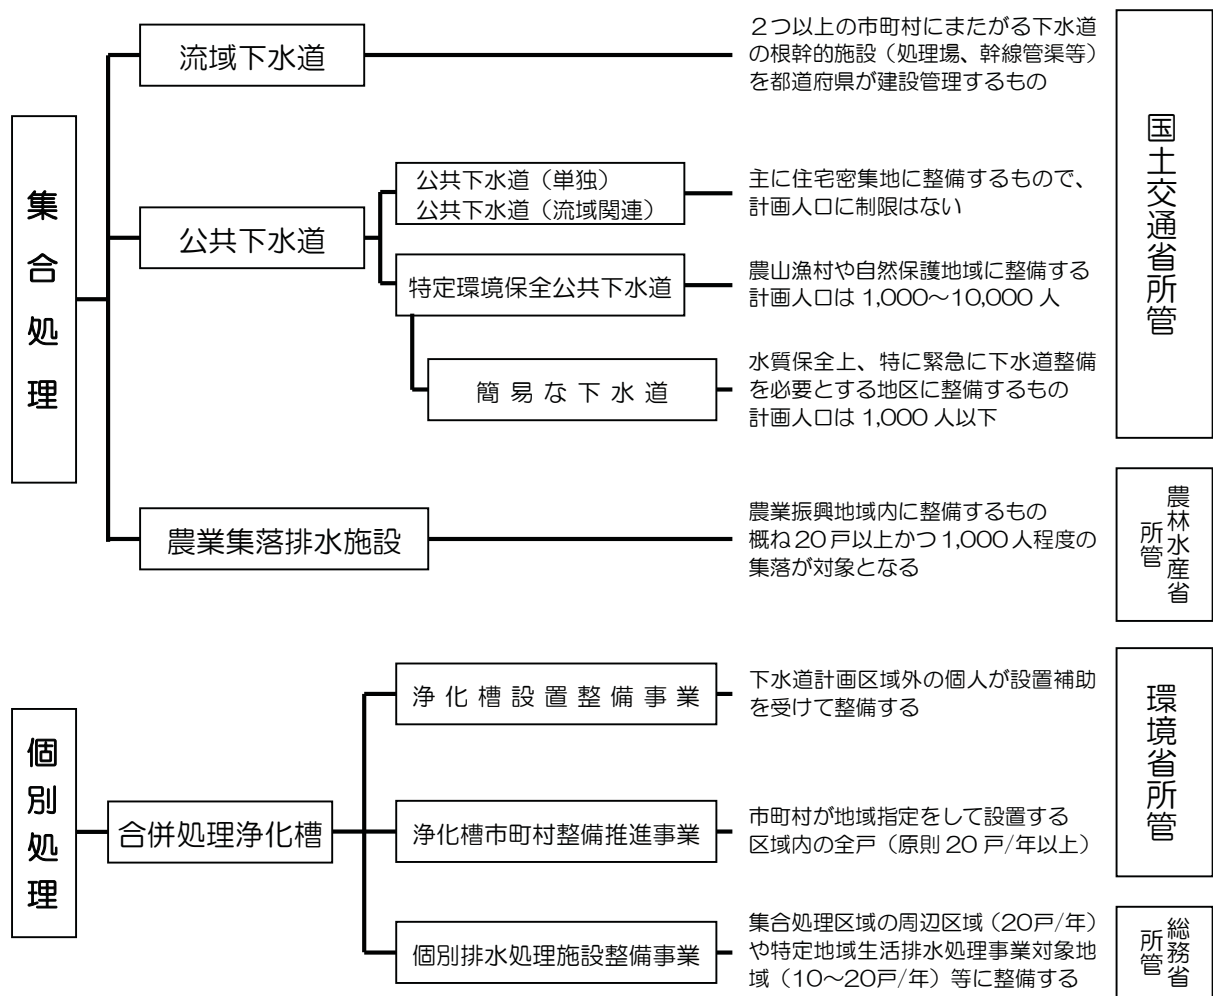 集合処理
流域下水道
2つ以上の市町村にまたがる下水道
の根幹的施設（処理場、幹線管渠等）
を都道府県が建設管理するもの
公共下水道
公共下水道（単独）
公共下水道（流域関連）
主に住宅密集地に整備するもので、
計画人口に制限はない
特定環境保全公共下水道
農山漁村や自然保護地域に整備する
計画人口は 1,000～10,000 人
簡易な下水道
水質保全上、特に緊急に下水道整備
を必要とする地区に整備するもの
計画人口は 1,000 人以下
国土交通省所管
農業集落排水施設
農業振興地域内に整備するもの
概ね20戸以上かつ1,000人程度の
集落が対象となる
農林水産省
所管
個別処理
合併処理浄化槽
浄化槽設置整備事業
下水道計画区域外の個人が設置補助
を受けて整備する
浄化槽市町村整備推進事業
市町村が地域指定をして設置する
区域内の全戸（原則 20 戸/年以上）
環境省所管
個別排水処理施設整備事業
集合処理区域の周辺区域（20戸/年）
や特定地域生活排水処理事業対象地
域（10～20戸/年）等に整備する
総務省
所管